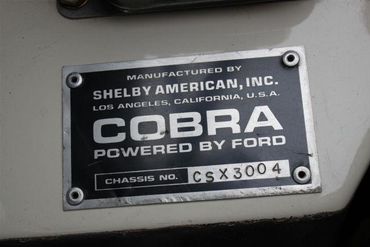 MANUFACTURED BY
SHELBY AMERICAN, INC.
LOS ANGELES, CALIFORNIA, U.S.A.
COBRA
POWERED BY FORD
CHASSIS NO. CSX3004